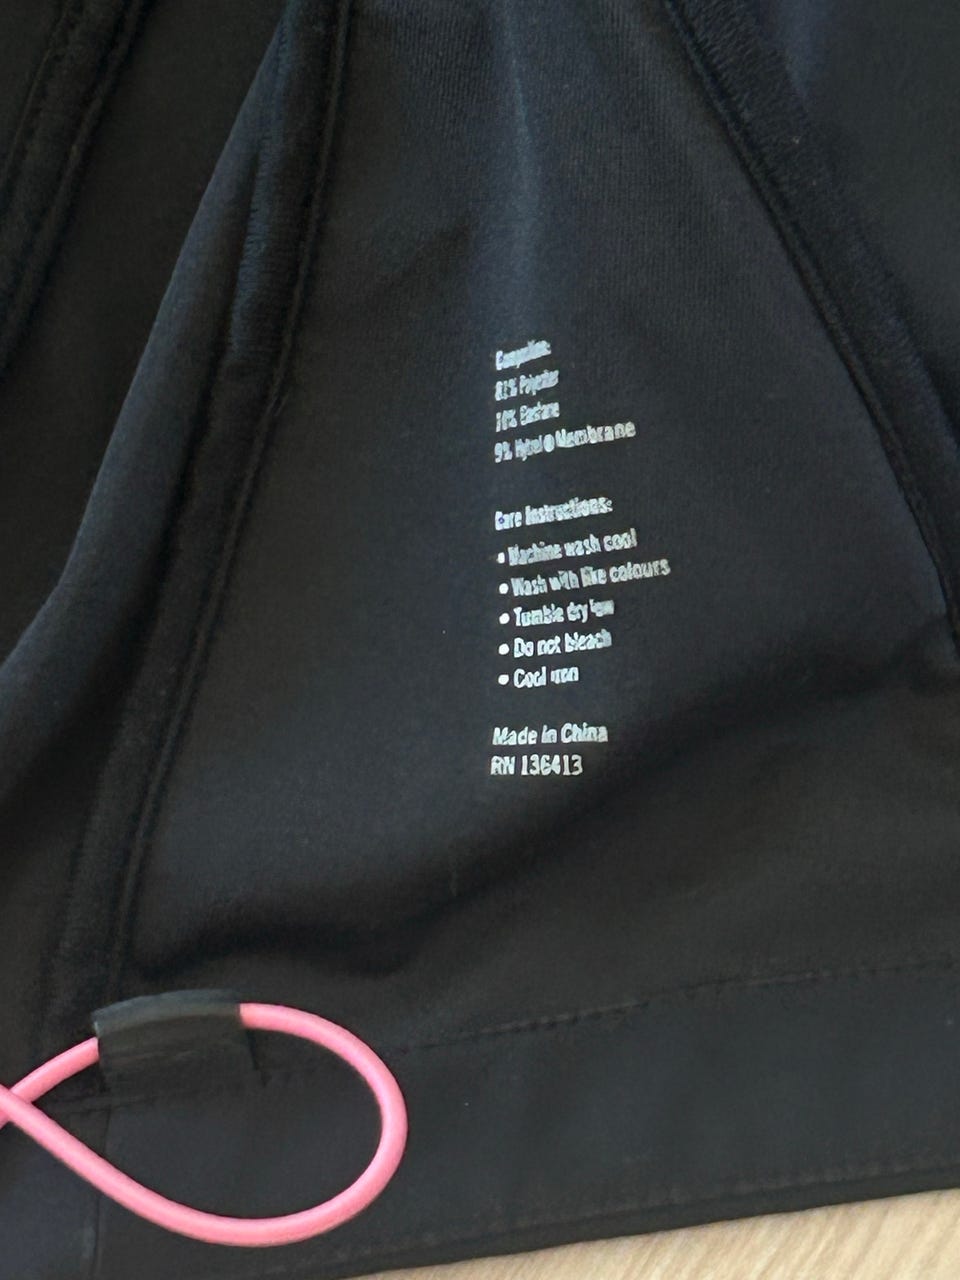 Composition:
81% Polyester
10% Elastane
9% Membrane
Care Instructions:
• Machine wash cool
• Wash with like colours
• Tumble dry low
• Do not bleach
• Cool iron
Made in China
RN 136413